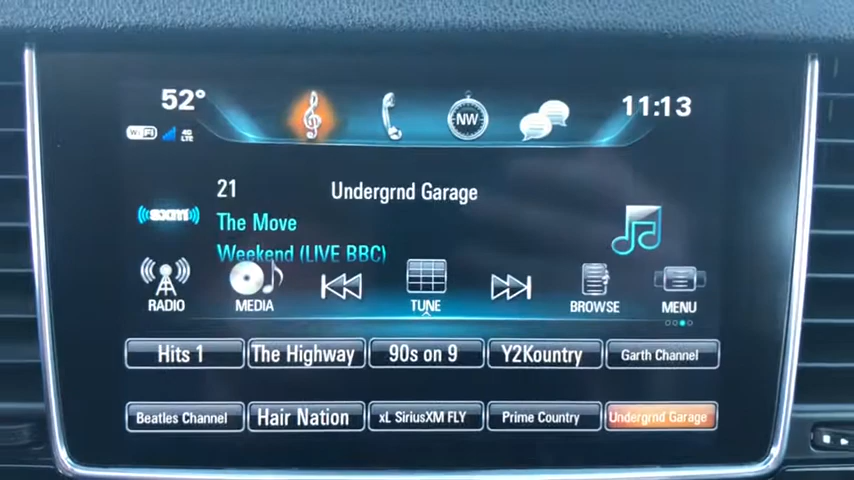 52° NW 11:13
WiFi 4G LTE
21 Undergrnd Garage
sxm The Move
Weekend (LIVE BBC)
RADIO MEDIA TUNE BROWSE MENU
Hits 1 The Highway 90s on 9 Y2Kountry Garth Channel
Beatles Channel Hair Nation xL SiriusXM FLY Prime Country Undergrnd Garage